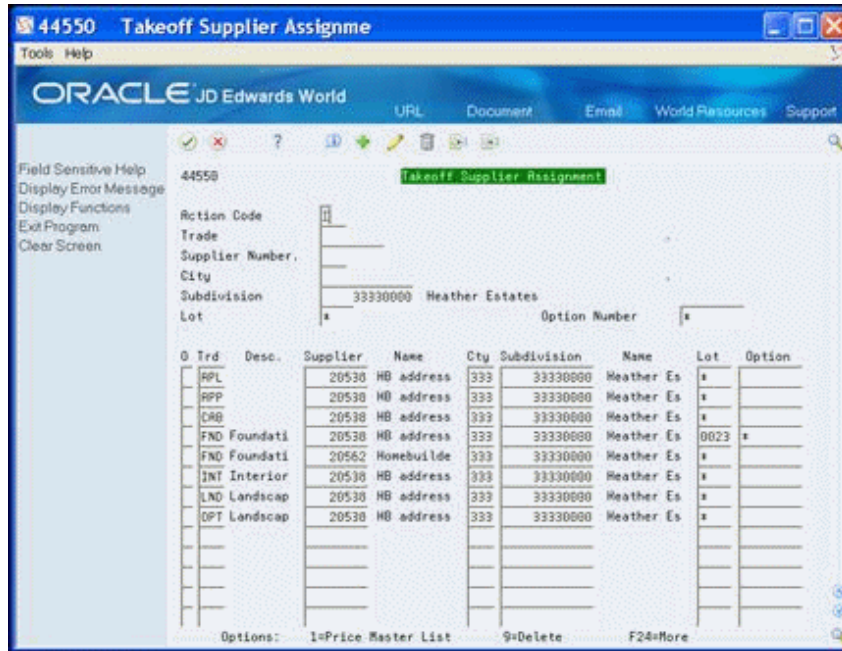 44550 Takeoff Supplier Assignme
Tools Help
ORACLE JD Edwards World
URL Document Email World Resources Support
Field Sensitive Help
Display Error Message
Display Functions
Exit Program
Clear Screen
44550 Takeoff Supplier Assignment
Action Code I
Trade
Supplier Number.
City
Subdivision 33330000 Heather Estates
Lot * Option Number *
O Trd Desc. Supplier Name Cty Subdivision Name Lot Option
APL 20538 HB address 333 33330000 Heather Es *
APP 20538 HB address 333 33330000 Heather Es *
CAB 20538 HB address 333 33330000 Heather Es *
FND Foundati 20538 HB address 333 33330000 Heather Es 0023 *
FND Foundati 20562 Homebuilde 333 33330000 Heather Es *
INT Interior 20538 HB address 333 33330000 Heather Es *
LND Landscap 20538 HB address 333 33330000 Heather Es *
OPT Landscap 20538 HB address 333 33330000 Heather Es *
Options: 1=Price Master List 9=Delete F24=More